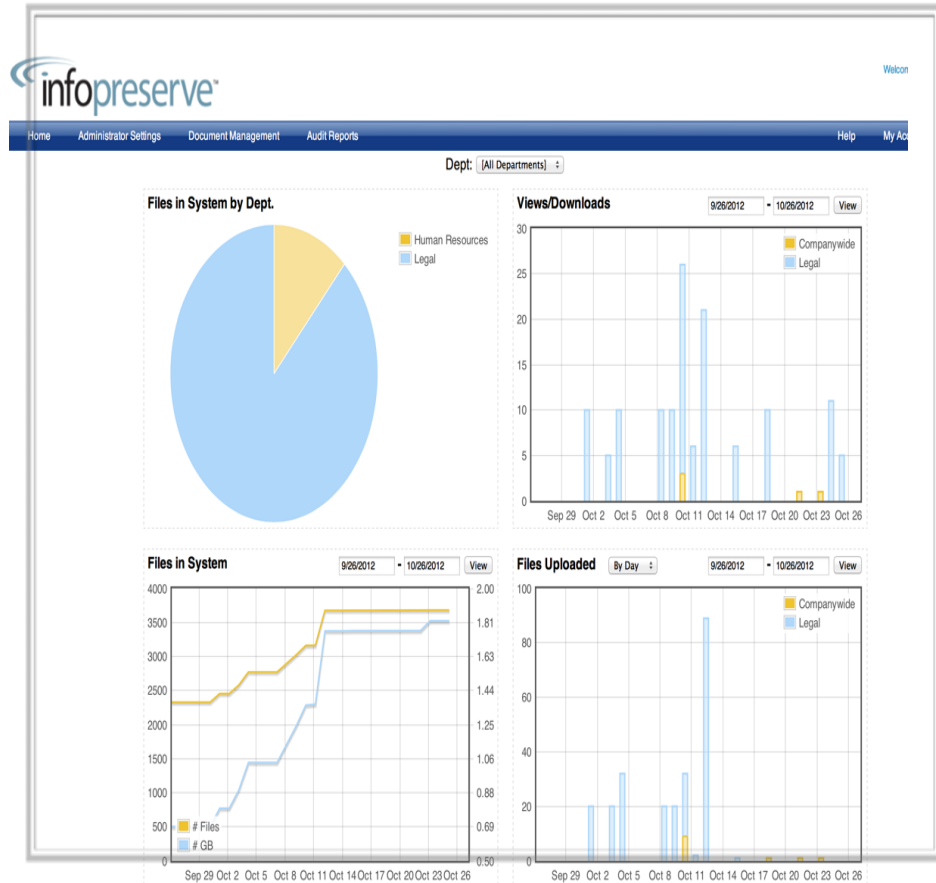 infopreserve™
Welcon
Home Administrator Settings Document Management Audit Reports Help My Acc
Dept: [All Departments]
Files in System by Dept.
Human Resources
Legal
Views/Downloads 9/26/2012 - 10/26/2012 View
30
25
20
15
10
5
0
Companywide
Legal
Sep 29 Oct 2 Oct 5 Oct 8 Oct 11 Oct 14 Oct 17 Oct 20 Oct 23 Oct 26
Files in System 9/26/2012 - 10/26/2012 View
4000
3500
3000
2500
2000
1500
1000
500
0
2.00
1.81
1.63
1.44
1.25
1.06
0.88
0.69
0.50
# Files
# GB
Sep 29 Oct 2 Oct 5 Oct 8 Oct 11 Oct 14 Oct 17 Oct 20 Oct 23 Oct 26
Files Uploaded By Day 9/26/2012 - 10/26/2012 View
100
80
60
40
20
0
Companywide
Legal
Sep 29 Oct 2 Oct 5 Oct 8 Oct 11 Oct 14 Oct 17 Oct 20 Oct 23 Oct 26